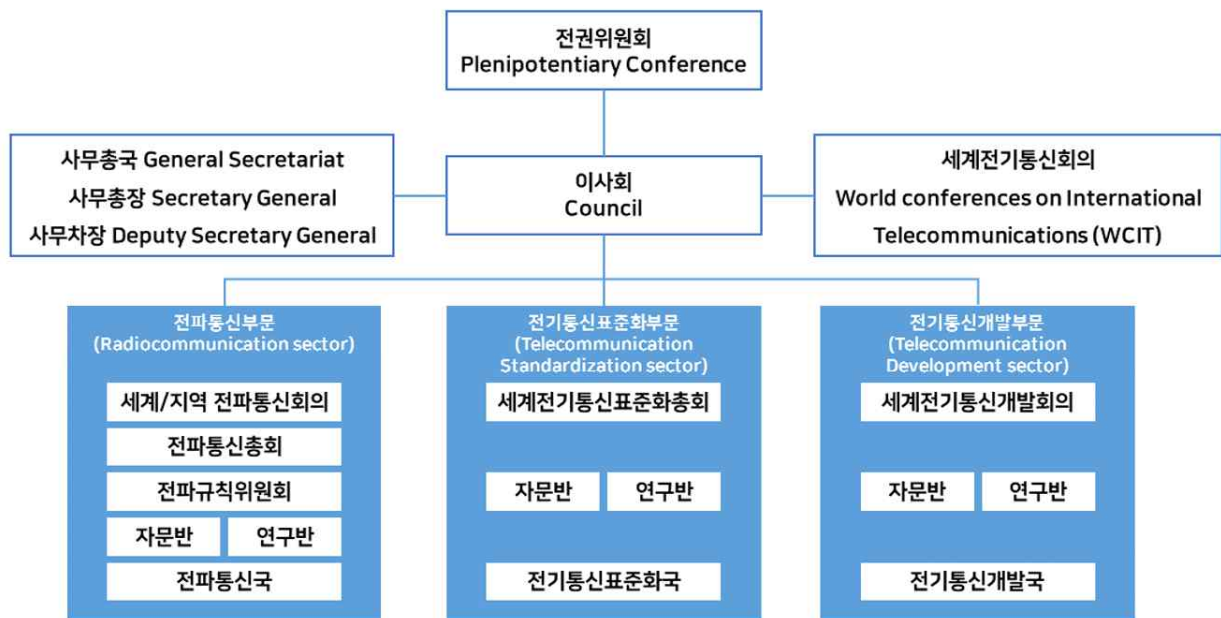 전권위원회
Plenipotentiary Conference
사무총국 General Secretariat
사무총장 Secretary General
사무차장 Deputy Secretary General
이사회
Council
세계전기통신회의
World conferences on International
Telecommunications (WCIT)
전파통신부문
(Radiocommunication sector)
세계/지역 전파통신회의
전파통신총회
전파규칙위원회
자문반 연구반
전파통신국
전기통신표준화부문
(Telecommunication
Standardization sector)
세계전기통신표준화총회
자문반 연구반
전기통신표준화국
전기통신개발부문
(Telecommunication
Development sector)
세계전기통신개발회의
자문반 연구반
전기통신개발국